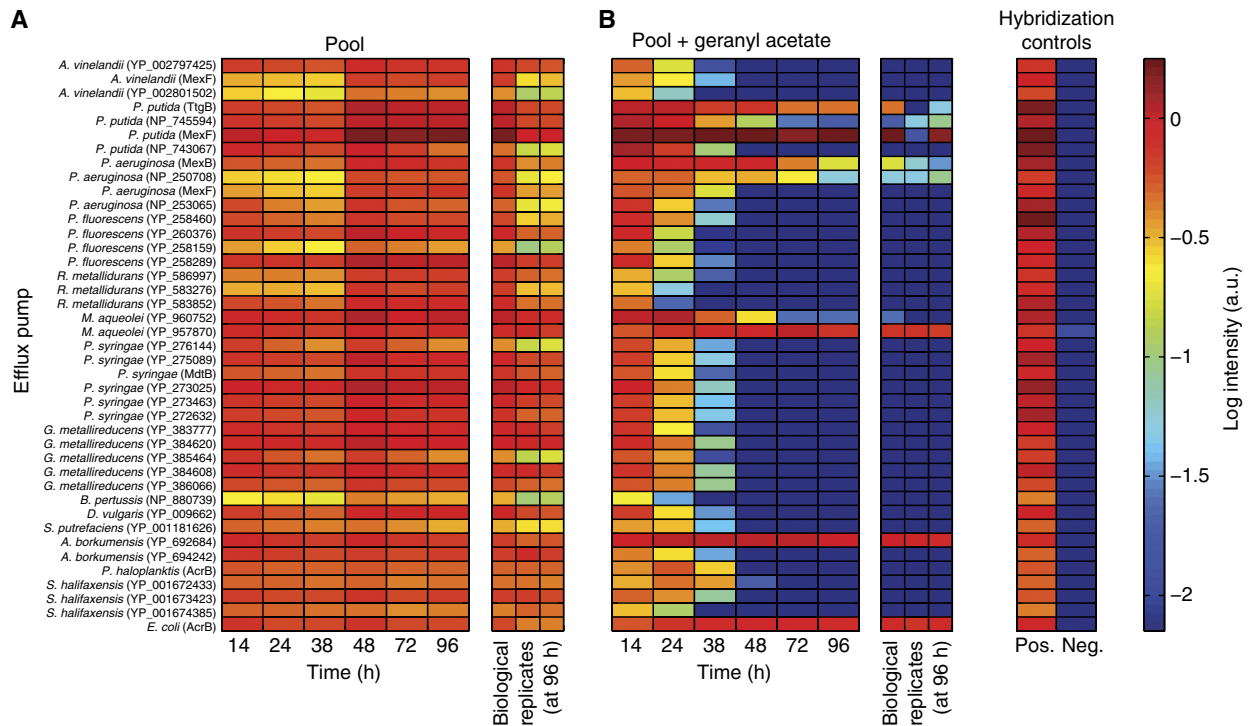 A
B
Pool
Pool + geranyl acetate
Hybridization
controls
Efflux pump
A. vinelandii (YP_002797425)
A. vinelandii (MexF)
A. vinelandii (YP_002801502)
P. putida (TtgB)
P. putida (NP_745594)
P. putida (MexF)
P. putida (NP_743067)
P. aeruginosa (MexB)
P. aeruginosa (NP_250708)
P. aeruginosa (MexF)
P. aeruginosa (NP_253065)
P. fluorescens (YP_258460)
P. fluorescens (YP_260376)
P. fluorescens (YP_258159)
P. fluorescens (YP_258289)
R. metallidurans (YP_586997)
R. metallidurans (YP_583276)
R. metallidurans (YP_583852)
M. aqueolei (YP_960752)
M. aqueolei (YP_957870)
P. syringae (YP_276144)
P. syringae (YP_275089)
P. syringae (MdtB)
P. syringae (YP_273025)
P. syringae (YP_273463)
P. syringae (YP_272632)
G. metallireducens (YP_383777)
G. metallireducens (YP_384620)
G. metallireducens (YP_385464)
G. metallireducens (YP_384608)
G. metallireducens (YP_386066)
B. pertussis (NP_880739)
D. vulgaris (YP_009662)
S. putrefaciens (YP_001181626)
A. borkumensis (YP_692684)
A. borkumensis (YP_694242)
P. haloplanktis (AcrB)
S. halifaxensis (YP_001672433)
S. halifaxensis (YP_001673423)
S. halifaxensis (YP_001674385)
E. coli (AcrB)
14 24 38 48 72 96
Time (h)
Biological
replicates
(at 96 h)
14 24 38 48 72 96
Time (h)
Biological
replicates
(at 96 h)
Pos. Neg.
0
−0.5
−1
−1.5
−2
Log intensity (a.u.)